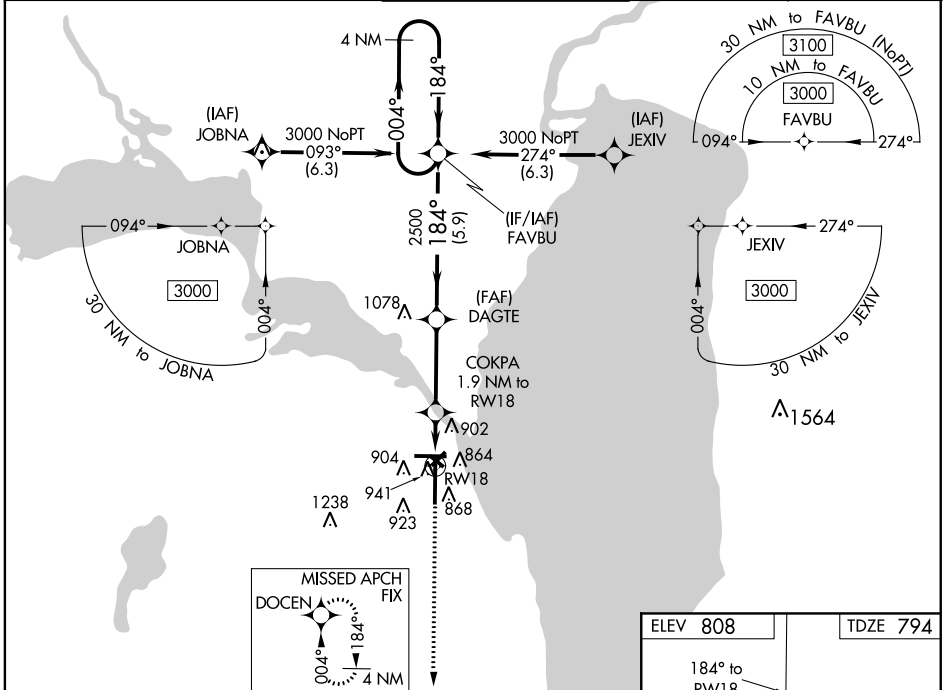 4 NM
184°
004°
30 NM to FAVBU (NoPT)
3100
10 NM to FAVBU
3000
FAVBU
094°
274°
(IAF)
JOBNA
3000 NoPT
093°
(6.3)
3000 NoPT
274°
(6.3)
(IAF)
JEXIV
(IF/IAF)
FAVBU
2500
184°
(5.9)
094°
JOBNA
3000
004°
30 NM to JOBNA
274°
JEXIV
3000
004°
30 NM to JEXIV
1078
(FAF)
DAGTE
COKPA
1.9 NM to
RW18
902
1564
904
864
RW18
941
868
1238
923
MISSED APCH
FIX
DOCEN
184°
004°
4 NM
ELEV 808
TDZE 794
184° to
RW18